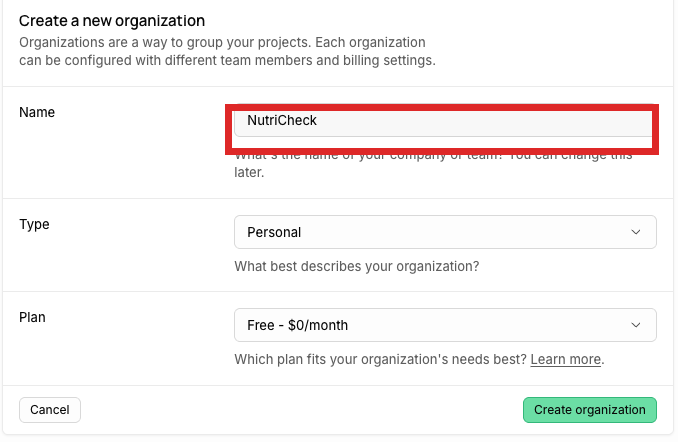 Create a new organization
Organizations are a way to group your projects. Each organization
can be configured with different team members and billing settings.
Name
NutriCheck
What's the name of your company or team? You can change this
later.
Type
Personal
What best describes your organization?
Plan
Free - $0/month
Which plan fits your organization's needs best? Learn more.
Cancel
Create organization